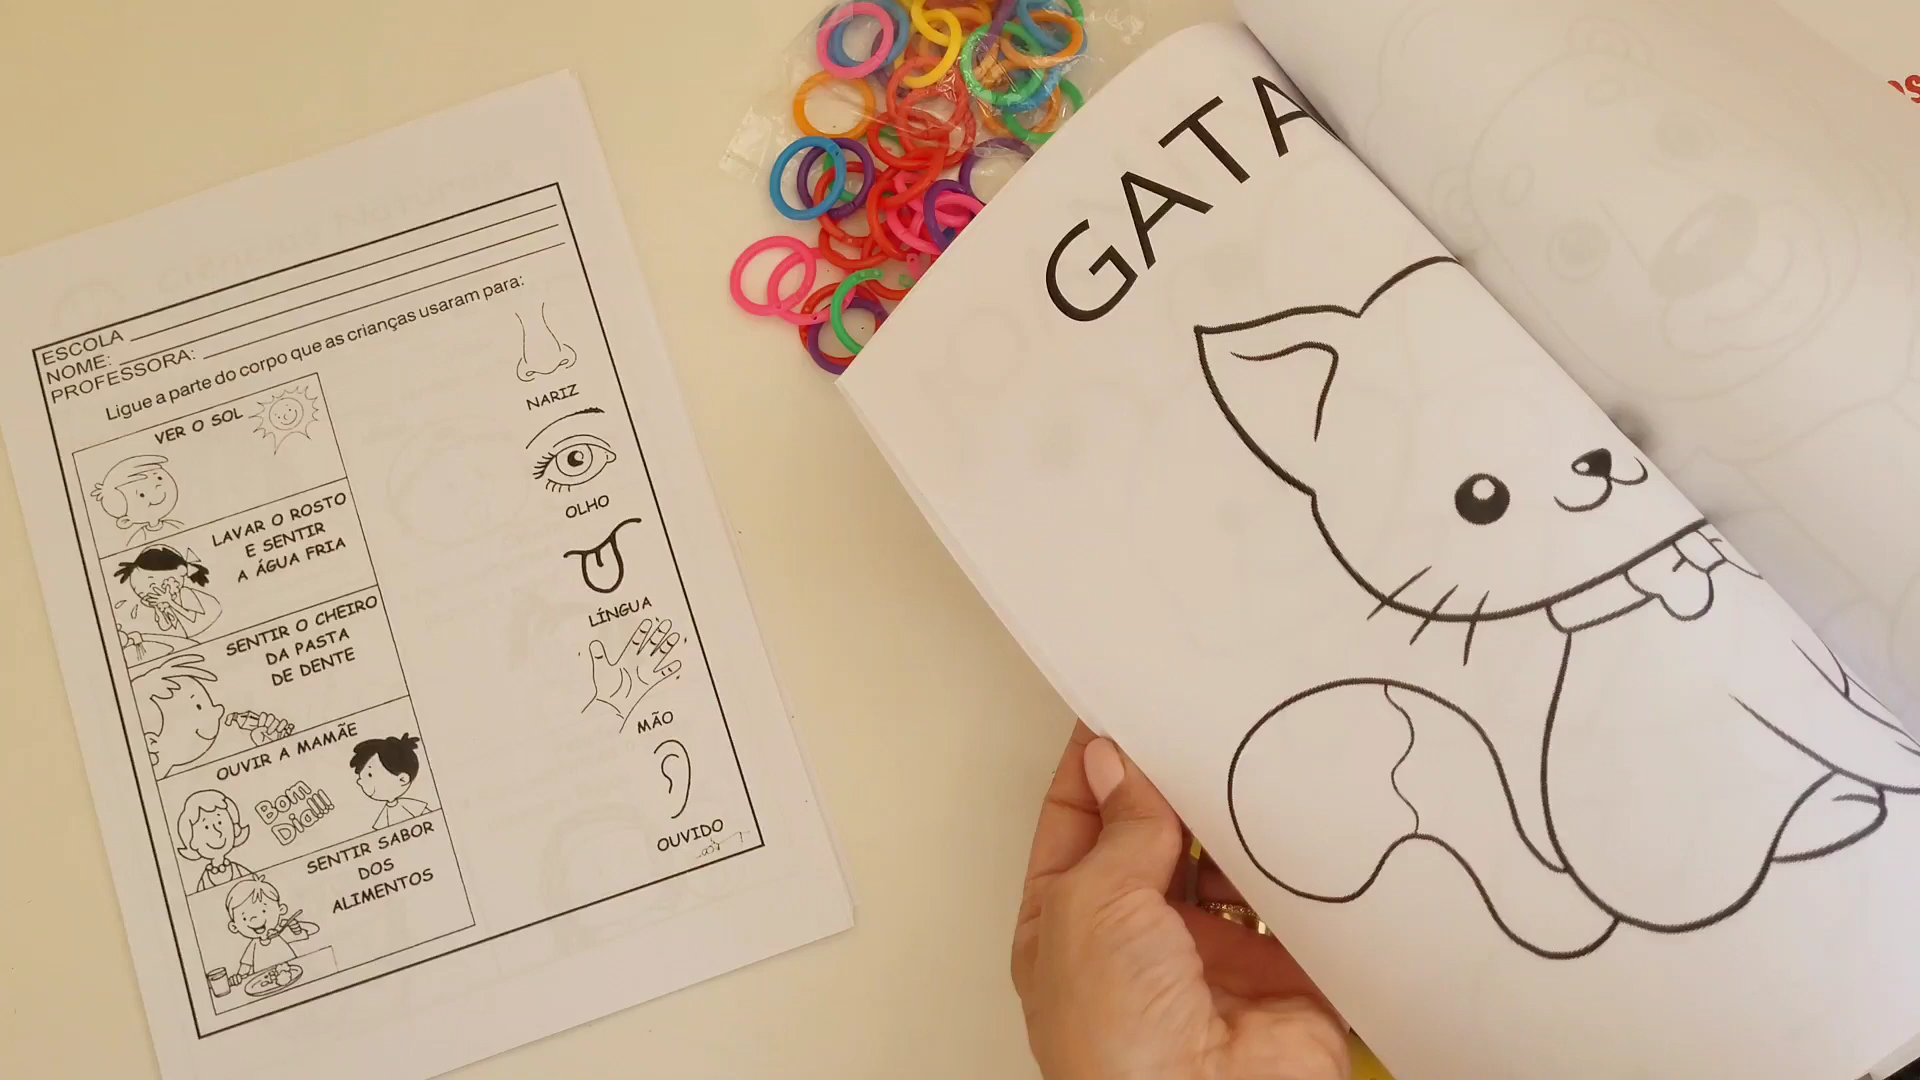 ESCOLA
NOME:
PROFESSORA:
Ligue a parte do corpo que as crianças usaram para:
VER O SOL
LAVAR O ROSTO
E SENTIR
A ÁGUA FRIA
SENTIR O CHEIRO
DA PASTA
DE DENTE
OUVIR A MAMÃE
Bom
Dia!!!
SENTIR SABOR
DOS
ALIMENTOS
NARIZ
OLHO
LÍNGUA
MÃO
OUVIDO
GATA